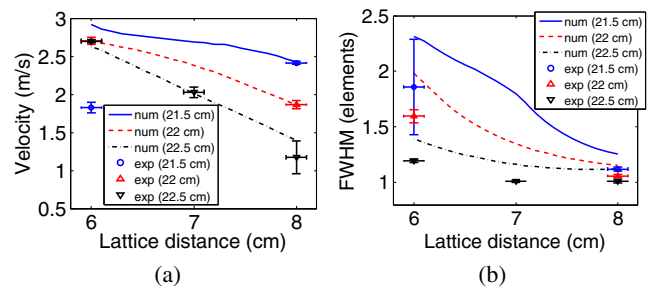 3
2.5
2
1.5
1
0.5
Velocity (m/s)
num (21.5 cm)
num (22 cm)
num (22.5 cm)
exp (21.5 cm)
exp (22 cm)
exp (22.5 cm)
6
7
8
Lattice distance (cm)
(a)
2.5
2
1.5
1
FWHM (elements)
num (21.5 cm)
num (22 cm)
num (22.5 cm)
exp (21.5 cm)
exp (22 cm)
exp (22.5 cm)
6
7
8
Lattice distance (cm)
(b)